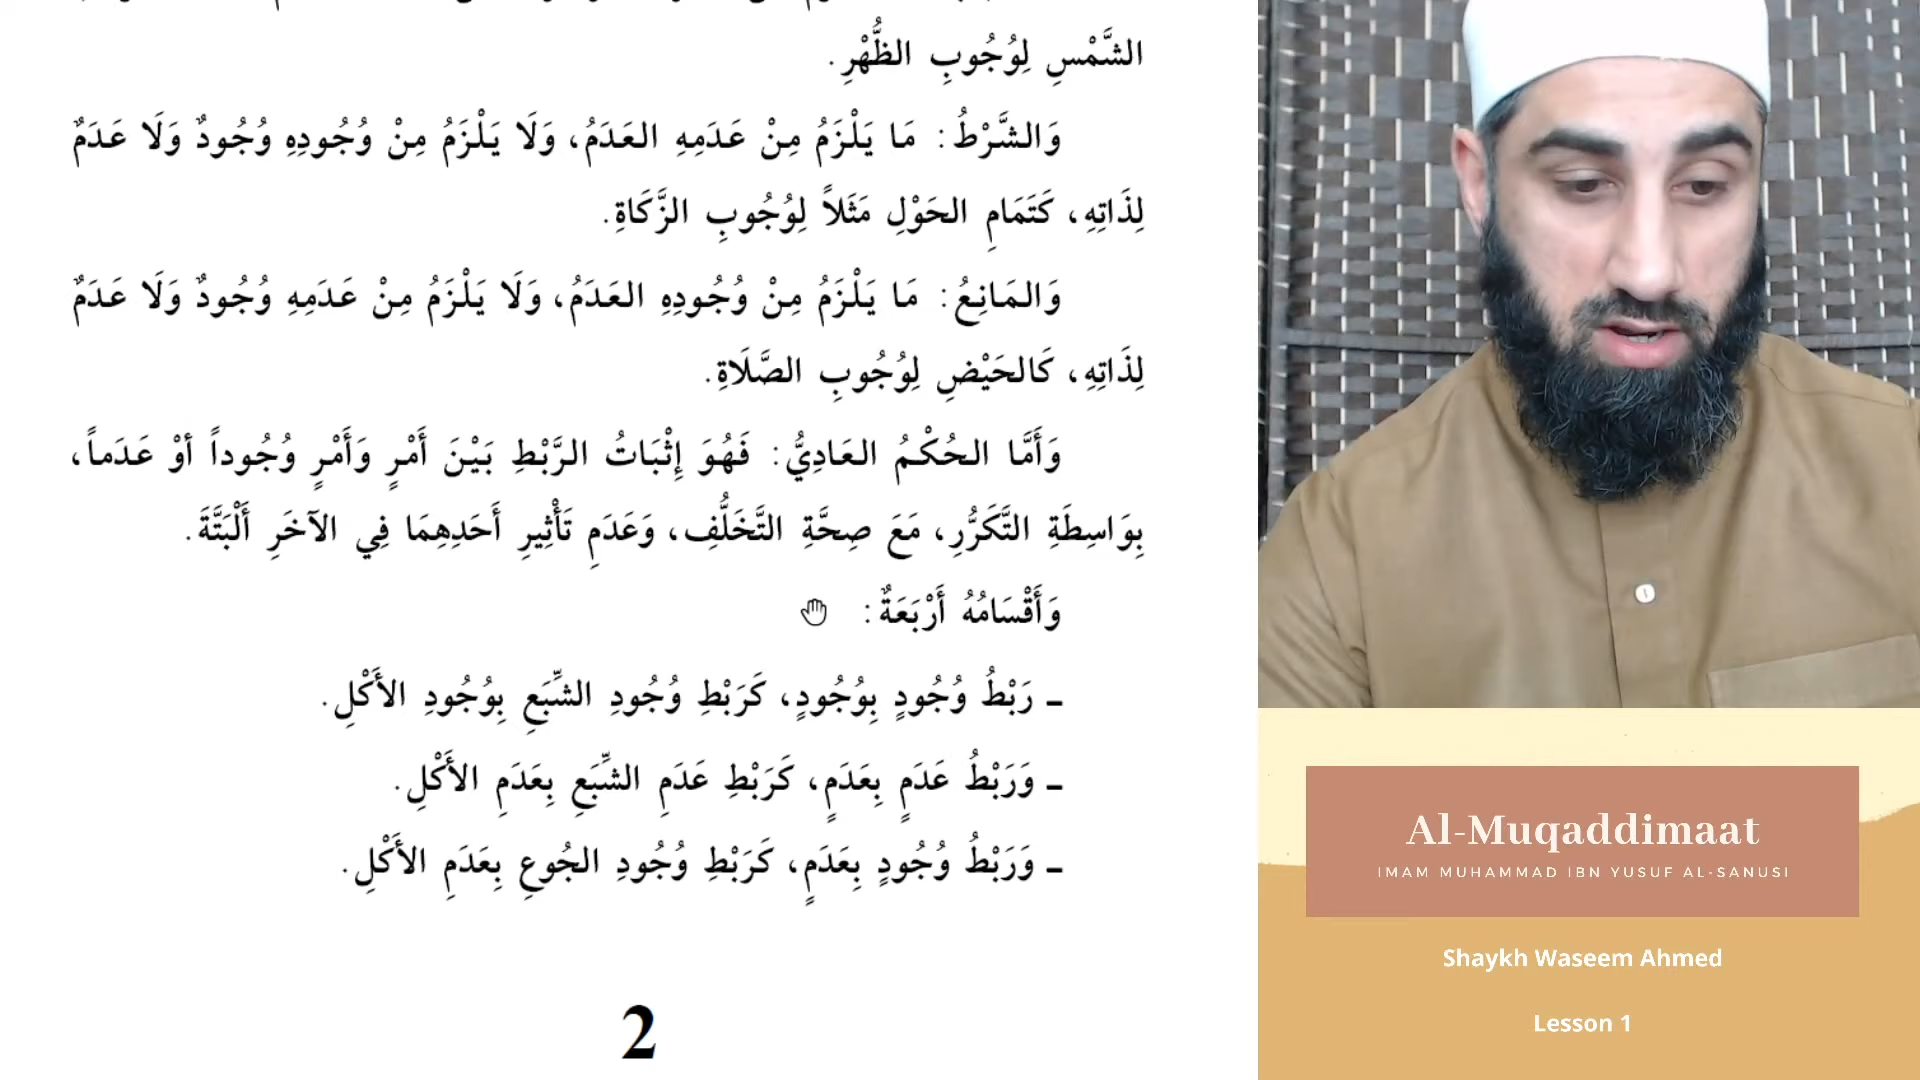 الشَّمْسِ لِوُجُوبِ الظُّهْرِ.
وَالشَّرْطُ: مَا يَلْزَمُ مِنْ عَدَمِهِ العَدَمُ، وَلَا يَلْزَمُ مِنْ وُجُودِهِ وُجُودٌ وَلَا عَدَمٌ
لِذَاتِهِ، كَتَمَامِ الحَوْلِ مَثَلاً لِوُجُوبِ الزَّكَاةِ.
وَالمَانِعُ: مَا يَلْزَمُ مِنْ وُجُودِهِ العَدَمُ، وَلَا يَلْزَمُ مِنْ عَدَمِهِ وُجُودٌ وَلَا عَدَمٌ
لِذَاتِهِ، كَالحَيْضِ لِوُجُوبِ الصَّلَاةِ.
وَأَمَّا الحُكْمُ العَادِيُّ: فَهُوَ إِثْبَاتُ الرَّبْطِ بَيْنَ أَمْرٍ وَأَمْرٍ وُجُوداً أوْ عَدَماً،
بِوَاسِطَةِ التَّكَرُّرِ، مَعَ صِحَّةِ التَّخَلُّفِ، وَعَدَمِ تَأْثِيرِ أَحَدِهِمَا فِي الآخَرِ أَلْبَتَّةَ.
وَأَقْسَامُهُ أَرْبَعَةٌ:
ـ رَبْطُ وُجُودٍ بِوُجُودٍ، كَرَبْطِ وُجُودِ الشِّبَعِ بِوُجُودِ الأَكْلِ.
ـ وَرَبْطُ عَدَمٍ بِعَدَمٍ، كَرَبْطِ عَدَمِ الشِّبَعِ بِعَدَمِ الأَكْلِ.
ـ وَرَبْطُ وُجُودٍ بِعَدَمٍ، كَرَبْطِ وُجُودِ الجُوعِ بِعَدَمِ الأَكْلِ.
2
Al-Muqaddimaat
IMAM MUHAMMAD IBN YUSUF AL-SANUSI
Shaykh Waseem Ahmed
Lesson 1